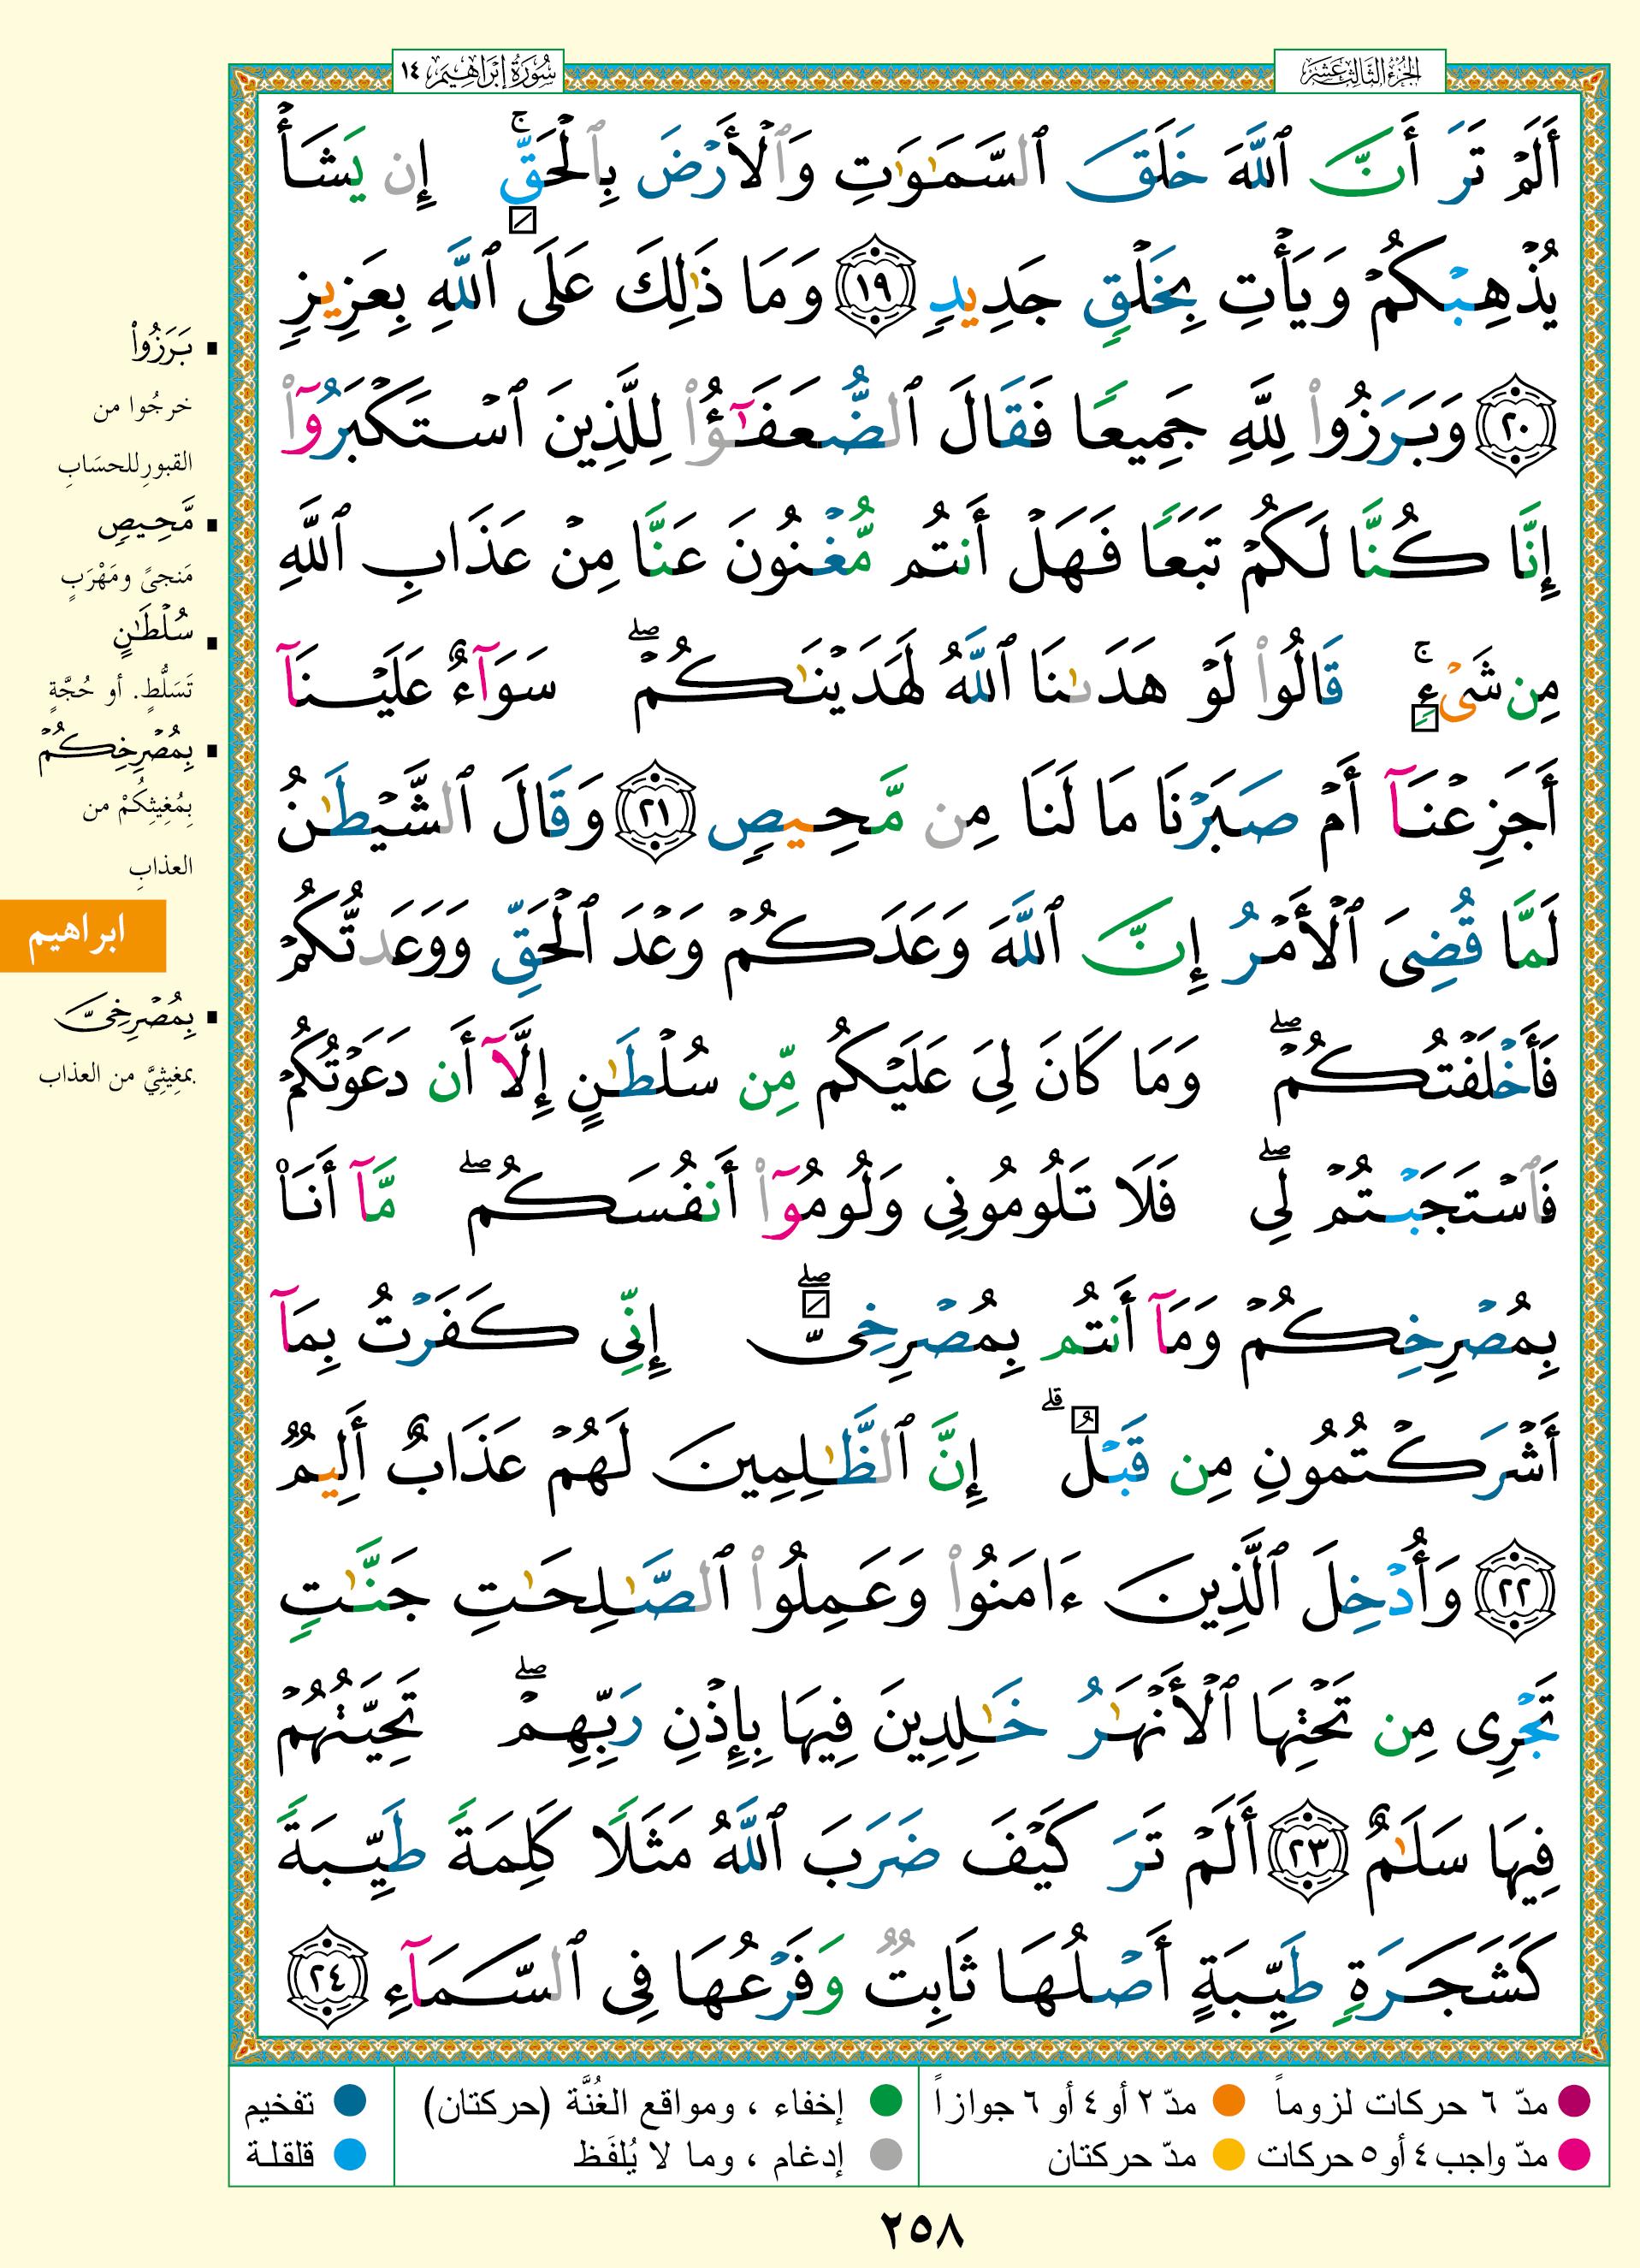 الجزء الثالث عشر
سورة إبراهيم ١٤
أَلَمْ تَرَ أَنَّ ٱللَّهَ خَلَقَ ٱلسَّمَـٰوَٰتِ وَٱلْأَرْضَ بِٱلْحَقِّ ۚ إِن يَشَأْ
يُذْهِبْكُمْ وَيَأْتِ بِخَلْقٍ جَدِيدٍ ١٩ وَمَا ذَٰلِكَ عَلَى ٱللَّهِ بِعَزِيزٍ
٢٠ وَبَرَزُوا۟ لِلَّهِ جَمِيعًا فَقَالَ ٱلضُّعَفَـٰٓؤُا۟ لِلَّذِينَ ٱسْتَكْبَرُوٓا۟
إِنَّا كُنَّا لَكُمْ تَبَعًا فَهَلْ أَنتُم مُّغْنُونَ عَنَّا مِنْ عَذَابِ ٱللَّهِ
مِن شَىْءٍ ۚ قَالُوا۟ لَوْ هَدَىٰنَا ٱللَّهُ لَهَدَيْنَـٰكُمْ ۖ سَوَآءٌ عَلَيْنَآ
أَجَزِعْنَآ أَمْ صَبَرْنَا مَا لَنَا مِن مَّحِيصٍ ٢١ وَقَالَ ٱلشَّيْطَـٰنُ
لَمَّا قُضِىَ ٱلْأَمْرُ إِنَّ ٱللَّهَ وَعَدَكُمْ وَعْدَ ٱلْحَقِّ وَوَعَدتُّكُمْ
فَأَخْلَفْتُكُمْ ۖ وَمَا كَانَ لِىَ عَلَيْكُم مِّن سُلْطَـٰنٍ إِلَّآ أَن دَعَوْتُكُمْ
فَٱسْتَجَبْتُمْ لِى ۖ فَلَا تَلُومُونِى وَلُومُوٓا۟ أَنفُسَكُم ۖ مَّآ أَنَا۠
بِمُصْرِخِكُمْ وَمَآ أَنتُم بِمُصْرِخِىَّ ۖ إِنِّى كَفَرْتُ بِمَآ
أَشْرَكْتُمُونِ مِن قَبْلُ ۗ إِنَّ ٱلظَّـٰلِمِينَ لَهُمْ عَذَابٌ أَلِيمٌ
٢٢ وَأُدْخِلَ ٱلَّذِينَ ءَامَنُوا۟ وَعَمِلُوا۟ ٱلصَّـٰلِحَـٰتِ جَنَّـٰتٍ
تَجْرِى مِن تَحْتِهَا ٱلْأَنْهَـٰرُ خَـٰلِدِينَ فِيهَا بِإِذْنِ رَبِّهِمْ ۖ تَحِيَّتُهُمْ
فِيهَا سَلَـٰمٌ ٢٣ أَلَمْ تَرَ كَيْفَ ضَرَبَ ٱللَّهُ مَثَلًا كَلِمَةً طَيِّبَةً
كَشَجَرَةٍ طَيِّبَةٍ أَصْلُهَا ثَابِتٌ وَفَرْعُهَا فِى ٱلسَّمَآءِ ٢٤
بَرَزُوا۟
خرجُوا من
القبورِ للحسَابِ
مَّحِيصٍ
مَنجىً ومَهْرَبٍ
سُلْطَـٰنٍ
تَسَلُّطٍ. أو حُجَّةٍ
بِمُصْرِخِكُمْ
بِمُغِيثِكُمْ من
العذابِ
ابراهيم
بِمُصْرِخِىَّ
بمغِيثِيَّ من العذاب
مدّ ٦ حركات لزوماً مدّ ٢ أو ٤ أو ٦ جوازاً
مدّ واجب ٤ أو ٥ حركات مدّ حركتان
إخفاء ، ومواقع الغُنَّة (حركتان)
إدغام ، وما لا يُلفَظ
تفخيم
قلقلة
٢٥٨